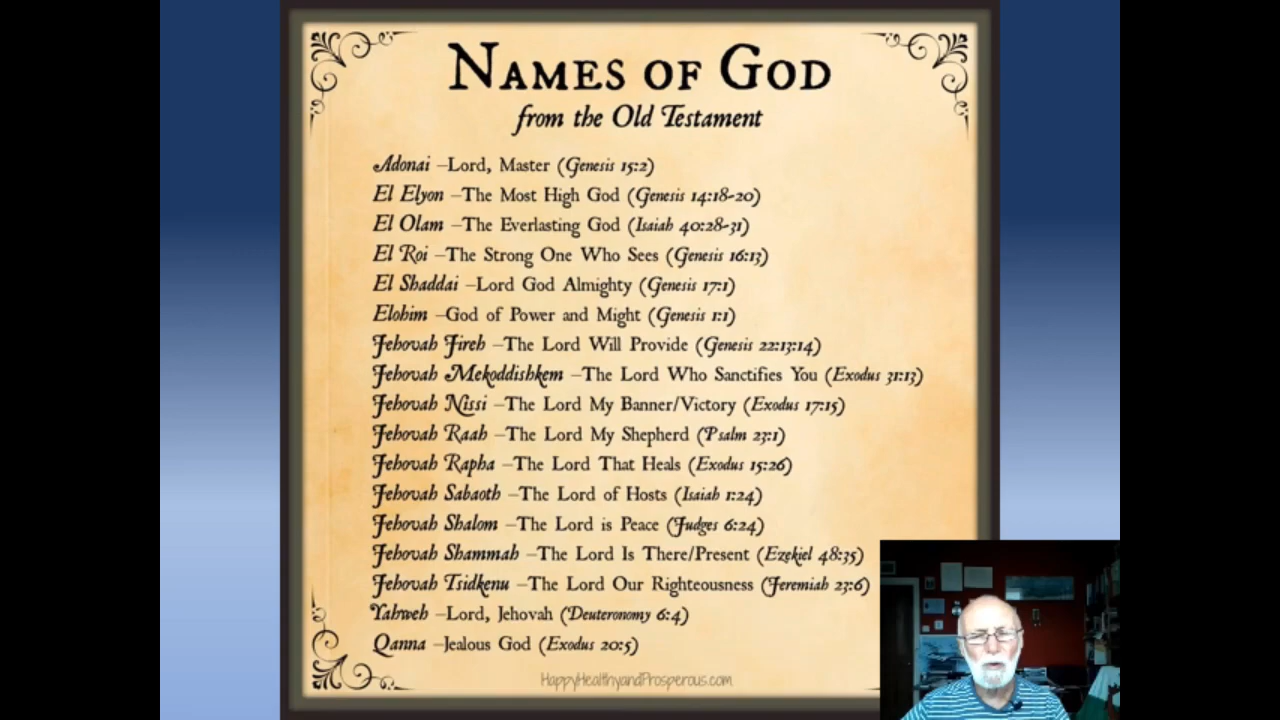 NAMES OF GOD
from the Old Testament
Adonai –Lord, Master (Genesis 15:2)
El Elyon –The Most High God (Genesis 14:18-20)
El Olam –The Everlasting God (Isaiah 40:28-31)
El Roi –The Strong One Who Sees (Genesis 16:13)
El Shaddai –Lord God Almighty (Genesis 17:1)
Elohim –God of Power and Might (Genesis 1:1)
Jehovah Jireh –The Lord Will Provide (Genesis 22:13:14)
Jehovah Mekoddishkem –The Lord Who Sanctifies You (Exodus 31:13)
Jehovah Nissi –The Lord My Banner/Victory (Exodus 17:15)
Jehovah Raah –The Lord My Shepherd (Psalm 23:1)
Jehovah Rapha –The Lord That Heals (Exodus 15:26)
Jehovah Sabaoth –The Lord of Hosts (Isaiah 1:24)
Jehovah Shalom –The Lord is Peace (Judges 6:24)
Jehovah Shammah –The Lord Is There/Present (Ezekiel 48:35)
Jehovah Tsidkenu –The Lord Our Righteousness (Jeremiah 23:6)
Yahweh –Lord, Jehovah (Deuteronomy 6:4)
Qanna –Jealous God (Exodus 20:5)
HappyHealthyandProsperous.com